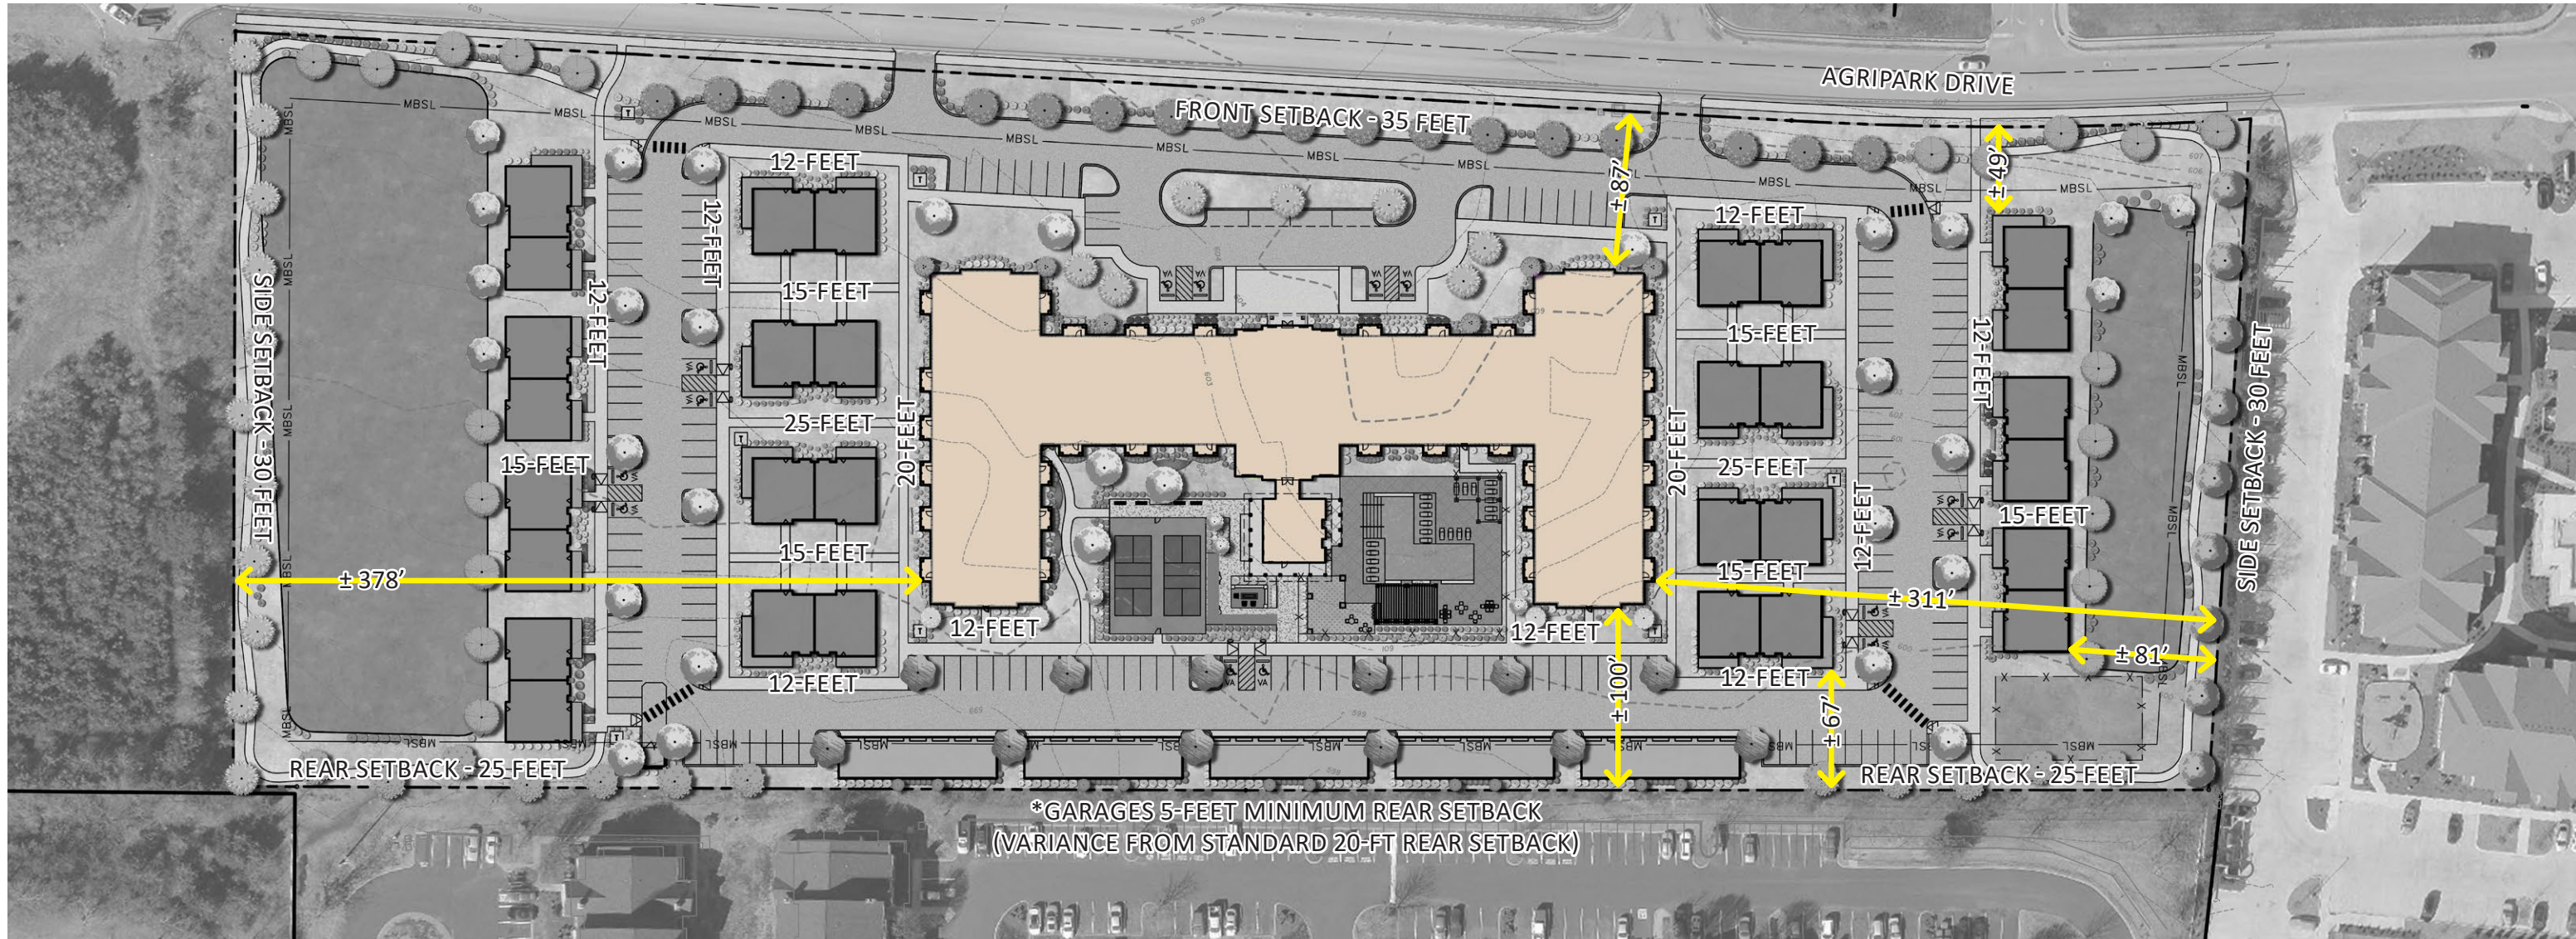 AGRIPARK DRIVE
FRONT SETBACK - 35 FEET
MBSL
MBSL
MBSL
MBSL
MBSL
MBSL
MBSL
MBSL
MBSL
MBSL
MBSL
MBSL
MBSL
± 87'
± 49'
12-FEET
12-FEET
12-FEET
12-FEET
12-FEET
15-FEET
15-FEET
25-FEET
25-FEET
15-FEET
15-FEET
15-FEET
15-FEET
20-FEET
20-FEET
12-FEET
SIDE SETBACK - 30 FEET
SIDE SETBACK - 30 FEET
± 378'
± 311'
± 81'
± 100'
± 67'
12-FEET
12-FEET
12-FEET
12-FEET
REAR SETBACK - 25 FEET
REAR SETBACK - 25 FEET
*GARAGES 5-FEET MINIMUM REAR SETBACK
(VARIANCE FROM STANDARD 20-FT REAR SETBACK)